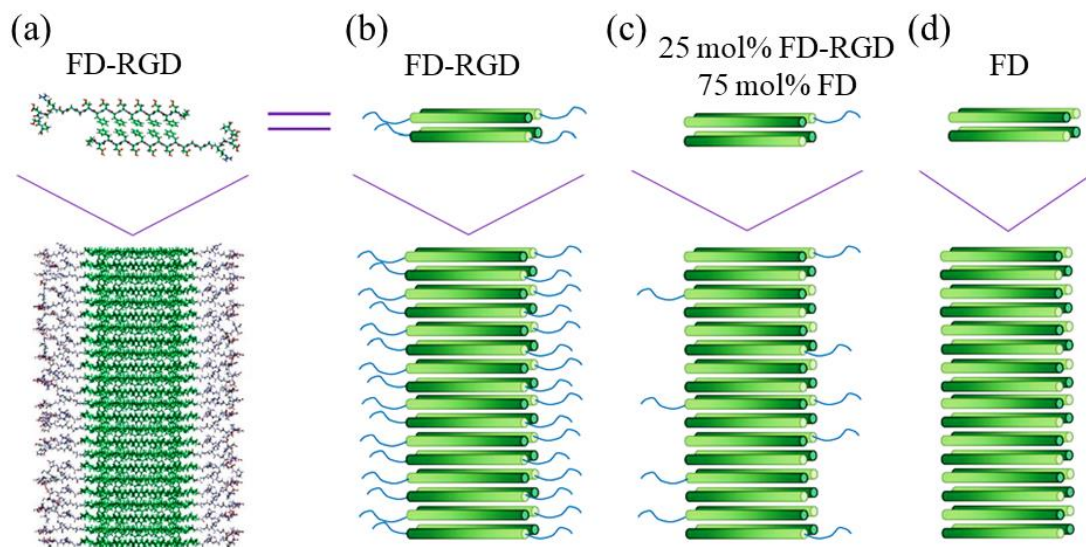 (a)
FD-RGD
(b)
FD-RGD
(c)
25 mol% FD-RGD
75 mol% FD
(d)
FD